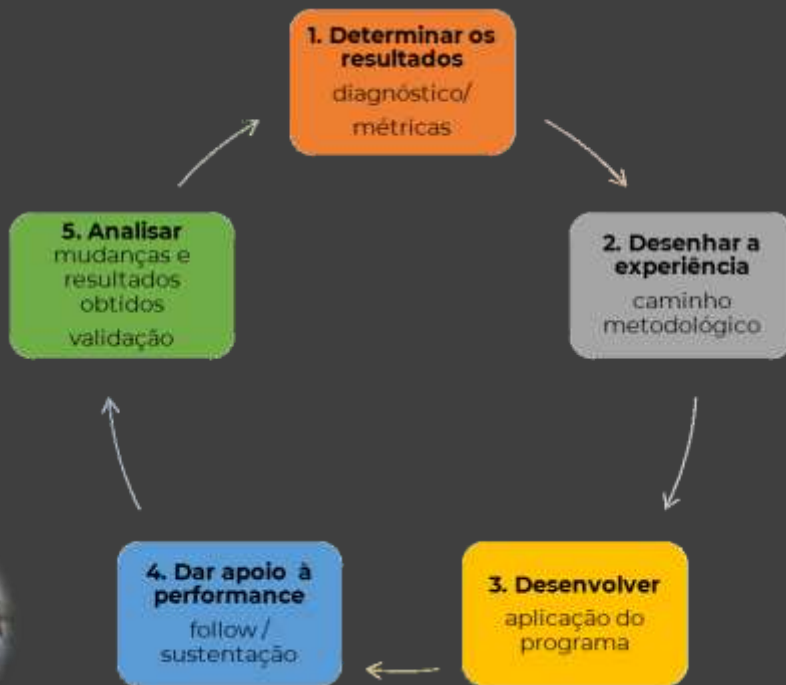 1. Determinar os
resultados
diagnóstico/
métricas
2. Desenhar a
experiência
caminho
metodológico
3. Desenvolver
aplicação do
programa
4. Dar apoio à
performance
follow /
sustentação
5. Analisar
mudanças e
resultados
obtidos
validação